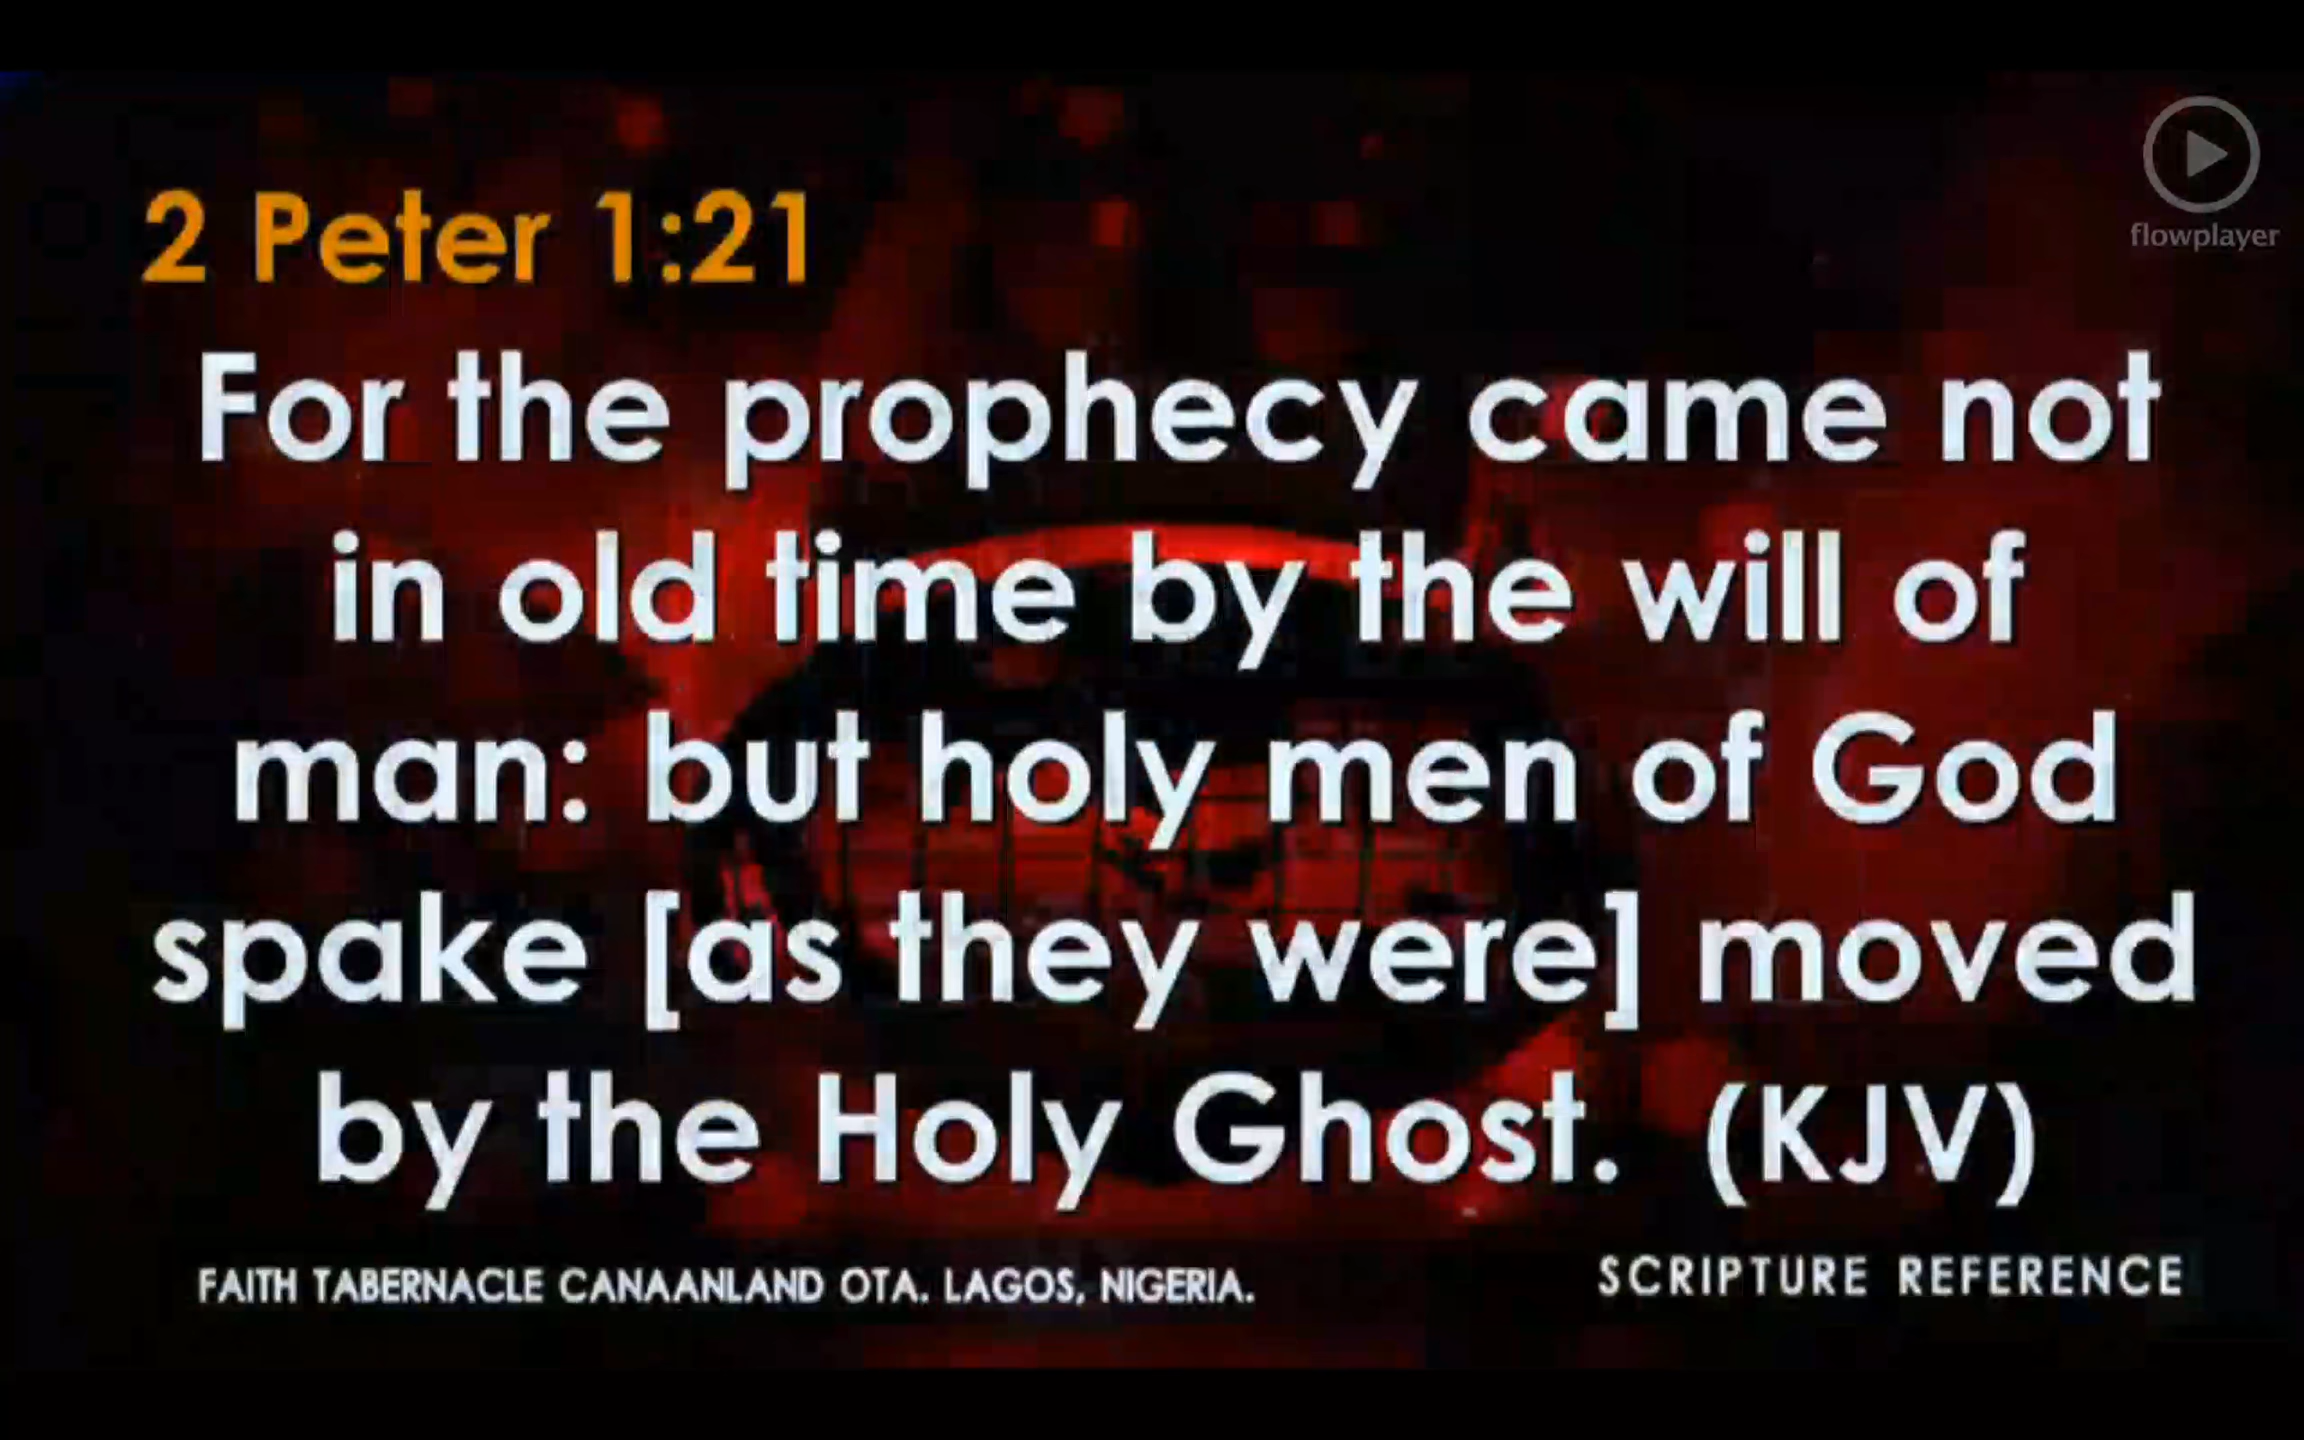 flowplayer
2 Peter 1:21
For the prophecy came not
in old time by the will of
man: but holy men of God
spake [as they were] moved
by the Holy Ghost. (KJV)
FAITH TABERNACLE CANAANLAND OTA. LAGOS, NIGERIA.
SCRIPTURE REFERENCE